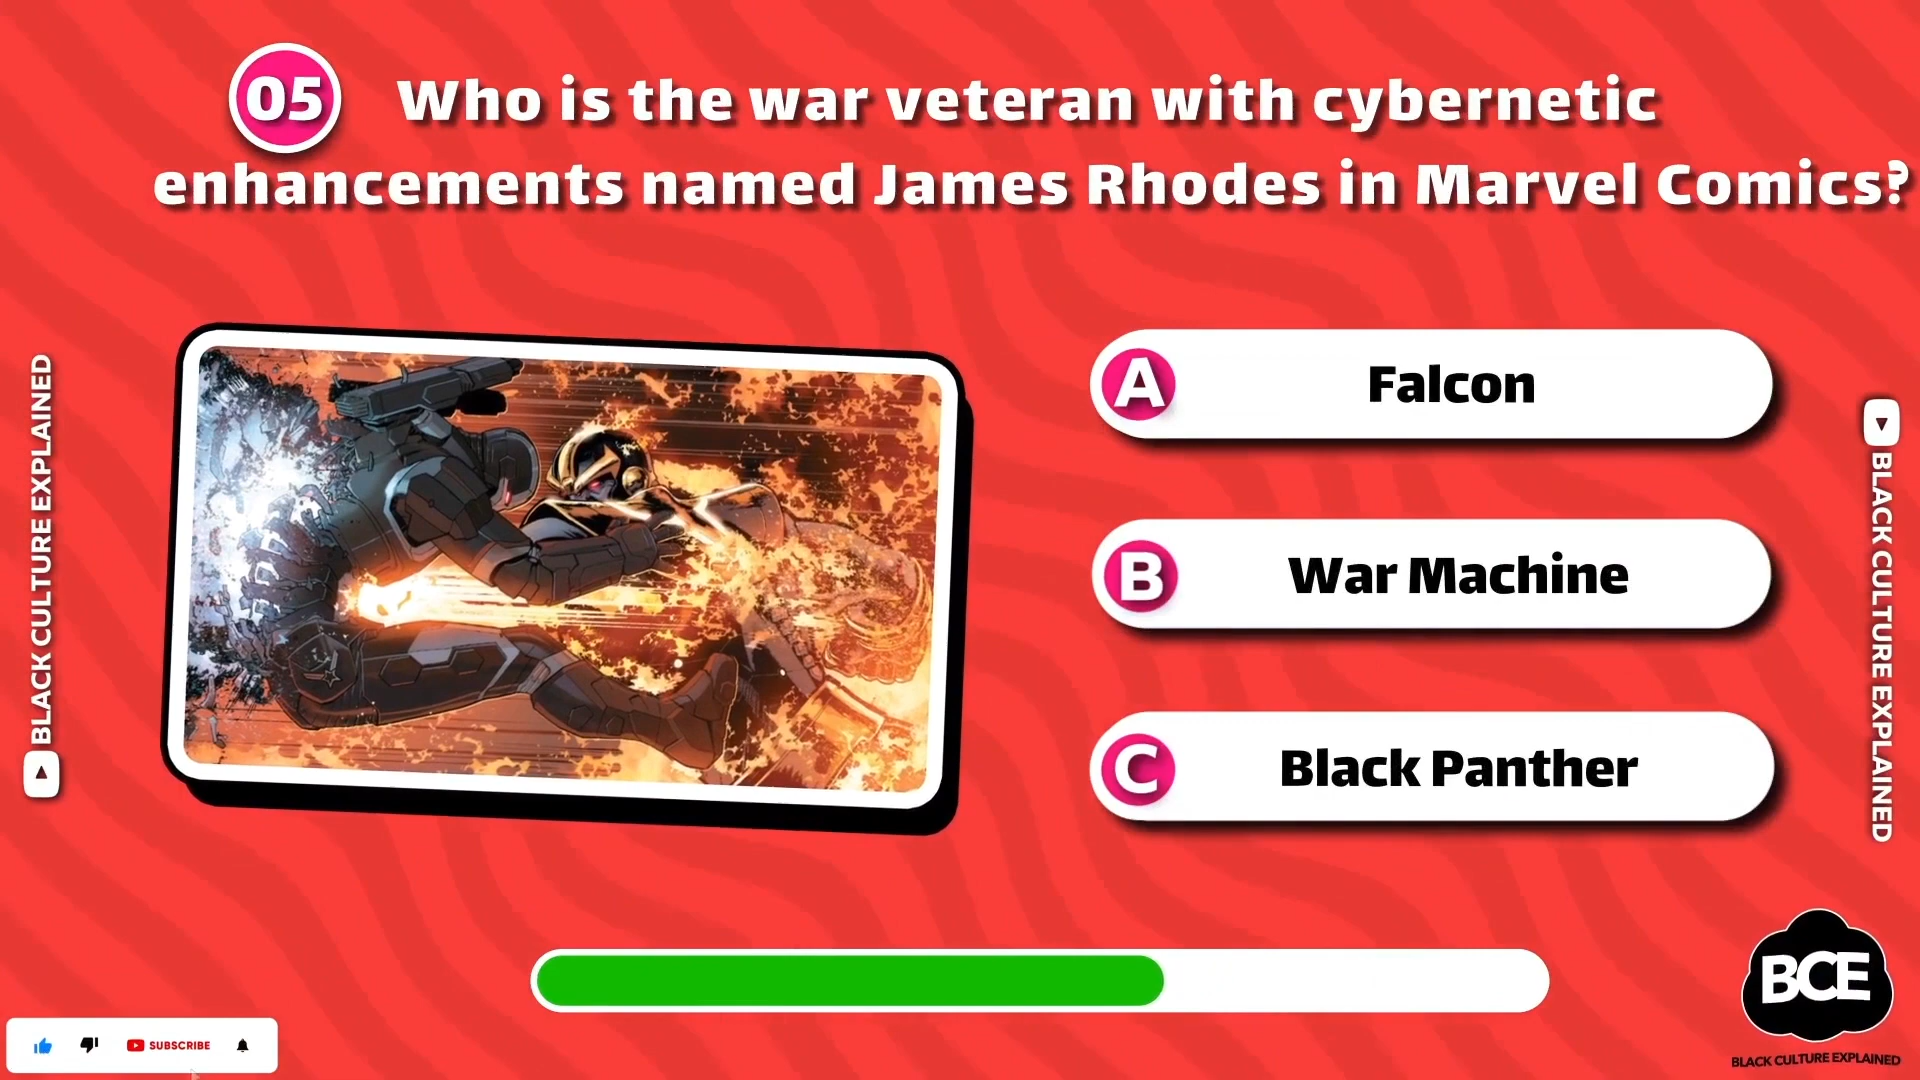 05 Who is the war veteran with cybernetic
enhancements named James Rhodes in Marvel Comics?
A Falcon
B War Machine
C Black Panther
BLACK CULTURE EXPLAINED
BLACK CULTURE EXPLAINED
SUBSCRIBE
BCE
BLACK CULTURE EXPLAINED